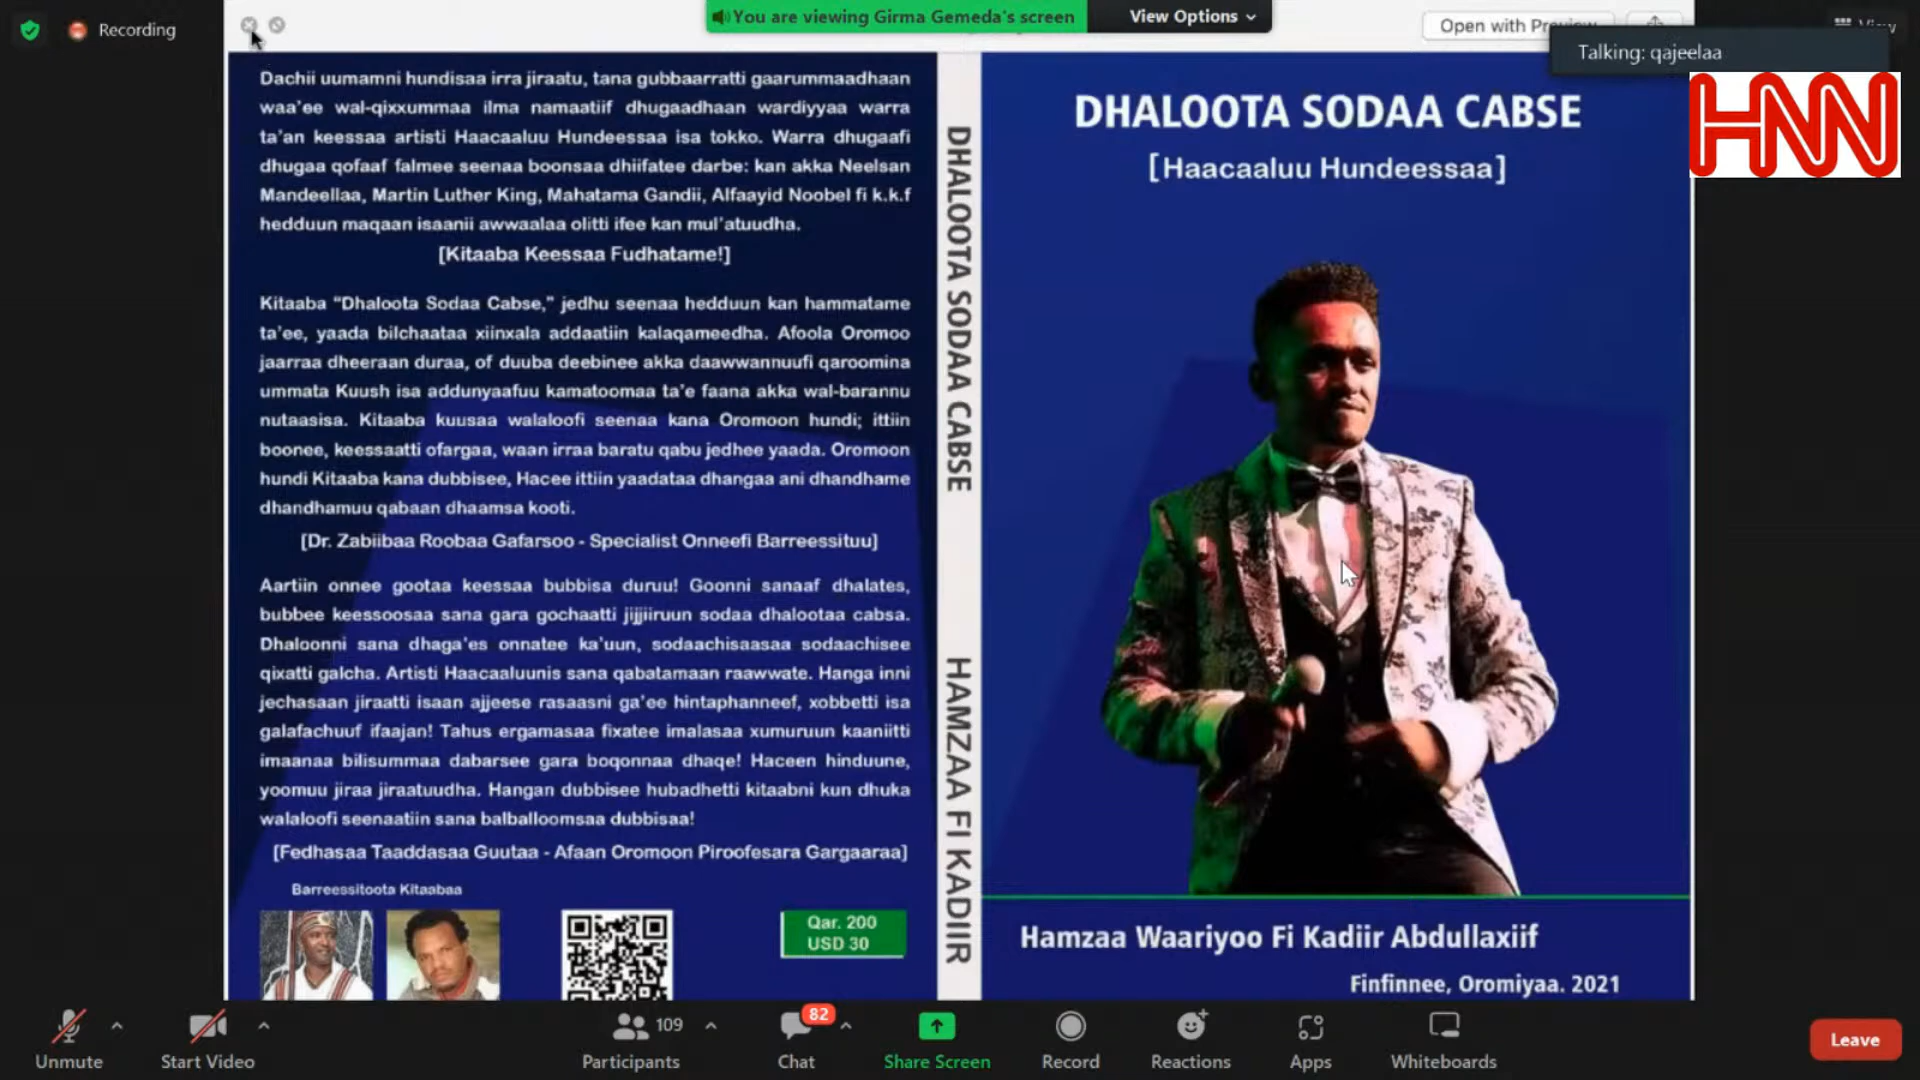 Recording
You are viewing Girma Gemeda's screen
View Options
Open with Preview
View
Talking: qajeelaa
HNN
Dachii uumamni hundisaa irra jiraatu, tana gubbaarratti gaarummaadhaan
waa'ee wal-qixxummaa ilma namaatiif dhugaadhaan wardiyyaa warra
ta'an keessaa artisti Haacaaluu Hundeessaa isa tokko. Warra dhugaafi
dhugaa qofaaf falmee seenaa boonsaa dhiifatee darbe: kan akka Neelsan
Mandeellaa, Martin Luther King, Mahatama Gandii, Alfaayid Noobel fi k.k.f
hedduun maqaan isaanii awwaalaa olitti ifee kan mul'atuudha.
[Kitaaba Keessaa Fudhatame!]
Kitaaba "Dhaloota Sodaa Cabse," jedhu seenaa hedduun kan hammatame
ta'ee, yaada bilchaataa xiinxala addaatiin kalaqameedha. Afoola Oromoo
jaarraa dheeraan duraa, of duuba deebinee akka daawwannuufi qaroomina
ummata Kuush isa addunyaafuu kamatoomaa ta'e faana akka wal-barannu
nutaasisa. Kitaaba kuusaa walaloofi seenaa kana Oromoon hundi; ittiin
boonee, keessaatti ofargaa, waan irraa baratu qabu jedhee yaada. Oromoon
hundi Kitaaba kana dubbisee, Hacee ittiin yaadataa dhangaa ani dhandhame
dhandhamuu qabaan dhaamsa kooti.
[Dr. Zabiibaa Roobaa Gafarsoo - Specialist Onneefi Barreessituu]
Aartiin onnee gootaa keessaa bubbisa duruu! Goonni sanaaf dhalates,
bubbee keessoosaa sana gara gochaatti jijjiiruun sodaa dhalootaa cabsa.
Dhaloonni sana dhaga'es onnatee ka'uun, sodaachisaasaa sodaachisee
qixatti galcha. Artisti Haacaaluunis sana qabatamaan raawwate. Hanga inni
jechasaan jiraatti isaan ajjeese rasaasni ga'ee hintaphanneef, xobbetti isa
galafachuuf ifaajan! Tahus ergamasaa fixatee imalasaa xumuruun kaaniitti
imaanaa bilisummaa dabarsee gara boqonnaa dhaqe! Haceen hinduune,
yoomuu jiraa jiraatuudha. Hangan dubbisee hubadhetti kitaabni kun dhuka
walaloofi seenaatiin sana balballoomsaa dubbisaa!
[Fedhasaa Taaddasaa Guutaa - Afaan Oromoon Piroofesara Gargaaraa]
Barreessitoota Kitaabaa
Qar. 200
USD 30
DHALOOTA SODAA CABSE
HAMZAA FI KADIIR
DHALOOTA SODAA CABSE
[Haacaaluu Hundeessaa]
Hamzaa Waariyoo Fi Kadiir Abdullaxiif
Finfinnee, Oromiyaa. 2021
Unmute
Start Video
109
Participants
82
Chat
Share Screen
Record
Reactions
Apps
Whiteboards
Leave